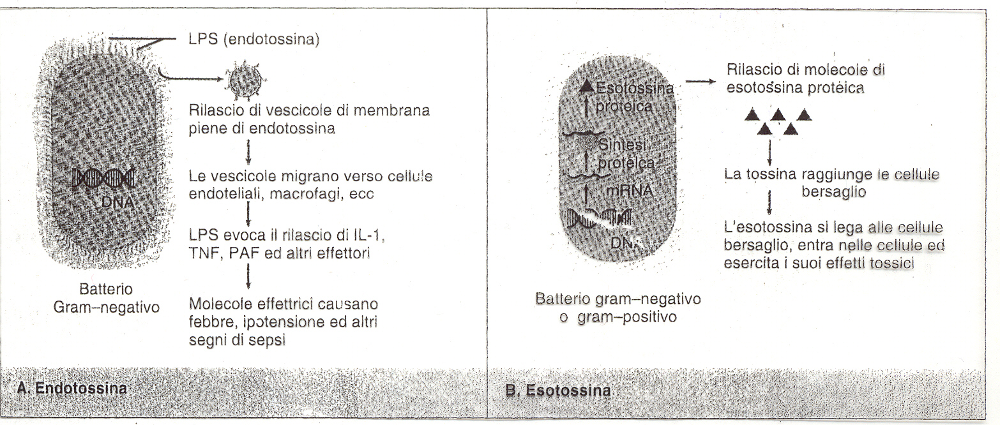 LPS (endotossina)
Rilascio di vescicole di membrana
piene di endotossina
Le vescicole migrano verso cellule
endoteliali, macrofagi, ecc
LPS evoca il rilascio di IL-1,
TNF, PAF ed altri effettori
Molecole effettrici causano
febbre, ipotensione ed altri
segni di sepsi
DNA
Batterio
Gram–negativo
A. Endotossina
Esotossina
proteica
Sintesi
proteica
mRNA
DN
Batterio gram–negativo
o gram–positivo
Rilascio di molecole di
esotossina proteica
La tossina raggiunge le cellule
bersaglio
L'esotossina si lega alle cellule
bersaglio, entra nelle cellule ed
esercita i suoi effetti tossici
B. Esotossina